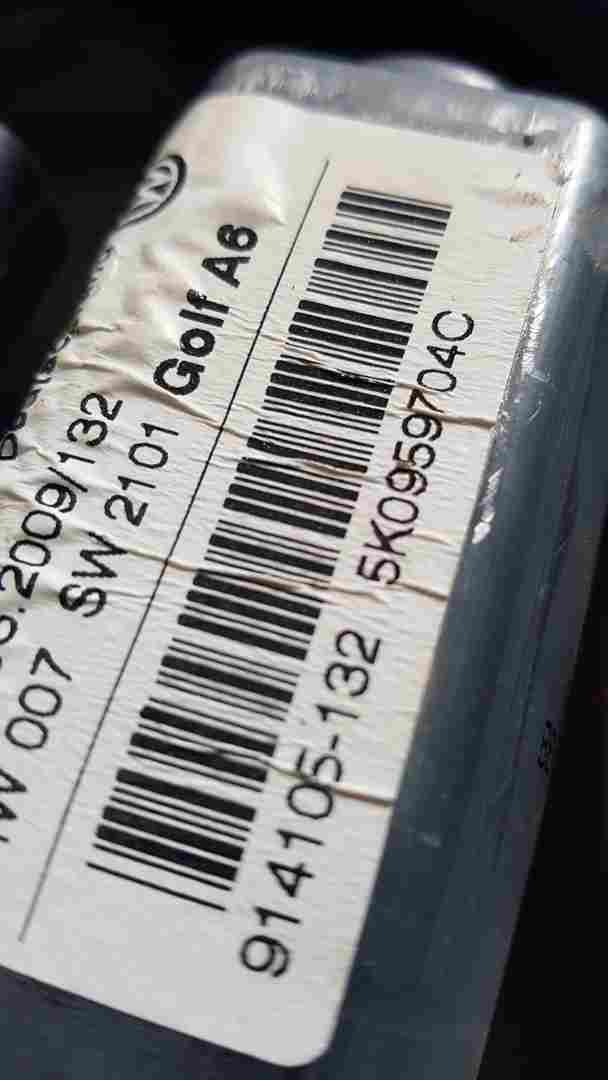 Golf A6
SW 2101
.2009/132
007
914105-132 5K0959704C